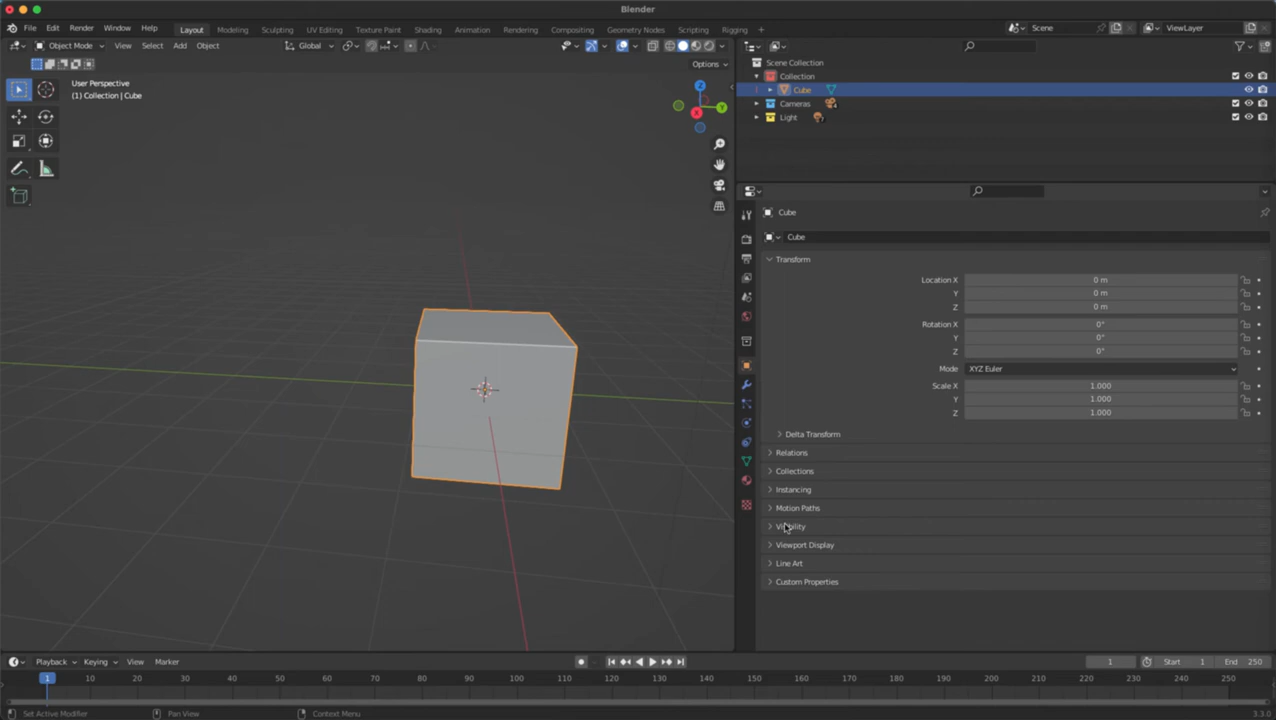 Blender
File Edit Render Window Help Layout Modeling Sculpting UV Editing Texture Paint Shading Animation Rendering Compositing Geometry Nodes Scripting Rigging Scene ViewLayer
Object Mode View Select Add Object Global
Options
User Perspective
(1) Collection | Cube
Z
Y
X
Scene Collection
Collection
Cube
Cameras
Light
Cube
Cube
Transform
Location X 0 m
Y 0 m
Z 0 m
Rotation X 0°
Y 0°
Z 0°
Mode XYZ Euler
Scale X 1.000
Y 1.000
Z 1.000
Delta Transform
Relations
Collections
Instancing
Motion Paths
Visibility
Viewport Display
Line Art
Custom Properties
Playback Keying View Marker 1 Start 1 End 250
1 10 20 30 40 50 60 70 80 90 100 110 120 130 140 150 160 170 180 190 200 210 220 230 240 250
Set Active Modifier Pan View Context Menu 3.3.0